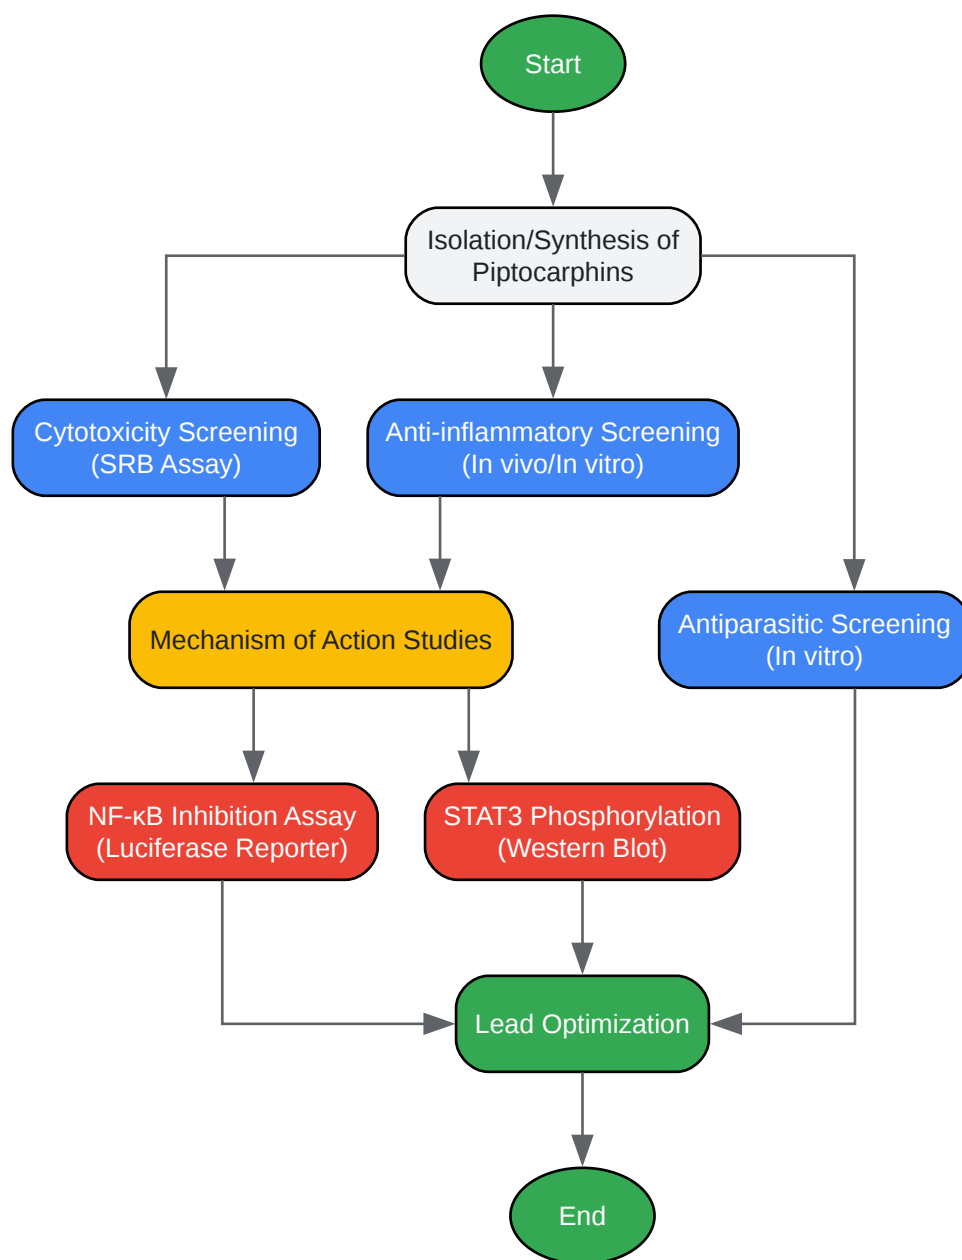 Start
Isolation/Synthesis of
Piptocarphins
Cytotoxicity Screening
(SRB Assay)
Anti-inflammatory Screening
(In vivo/In vitro)
Mechanism of Action Studies
Antiparasitic Screening
(In vitro)
NF-κB Inhibition Assay
(Luciferase Reporter)
STAT3 Phosphorylation
(Western Blot)
Lead Optimization
End